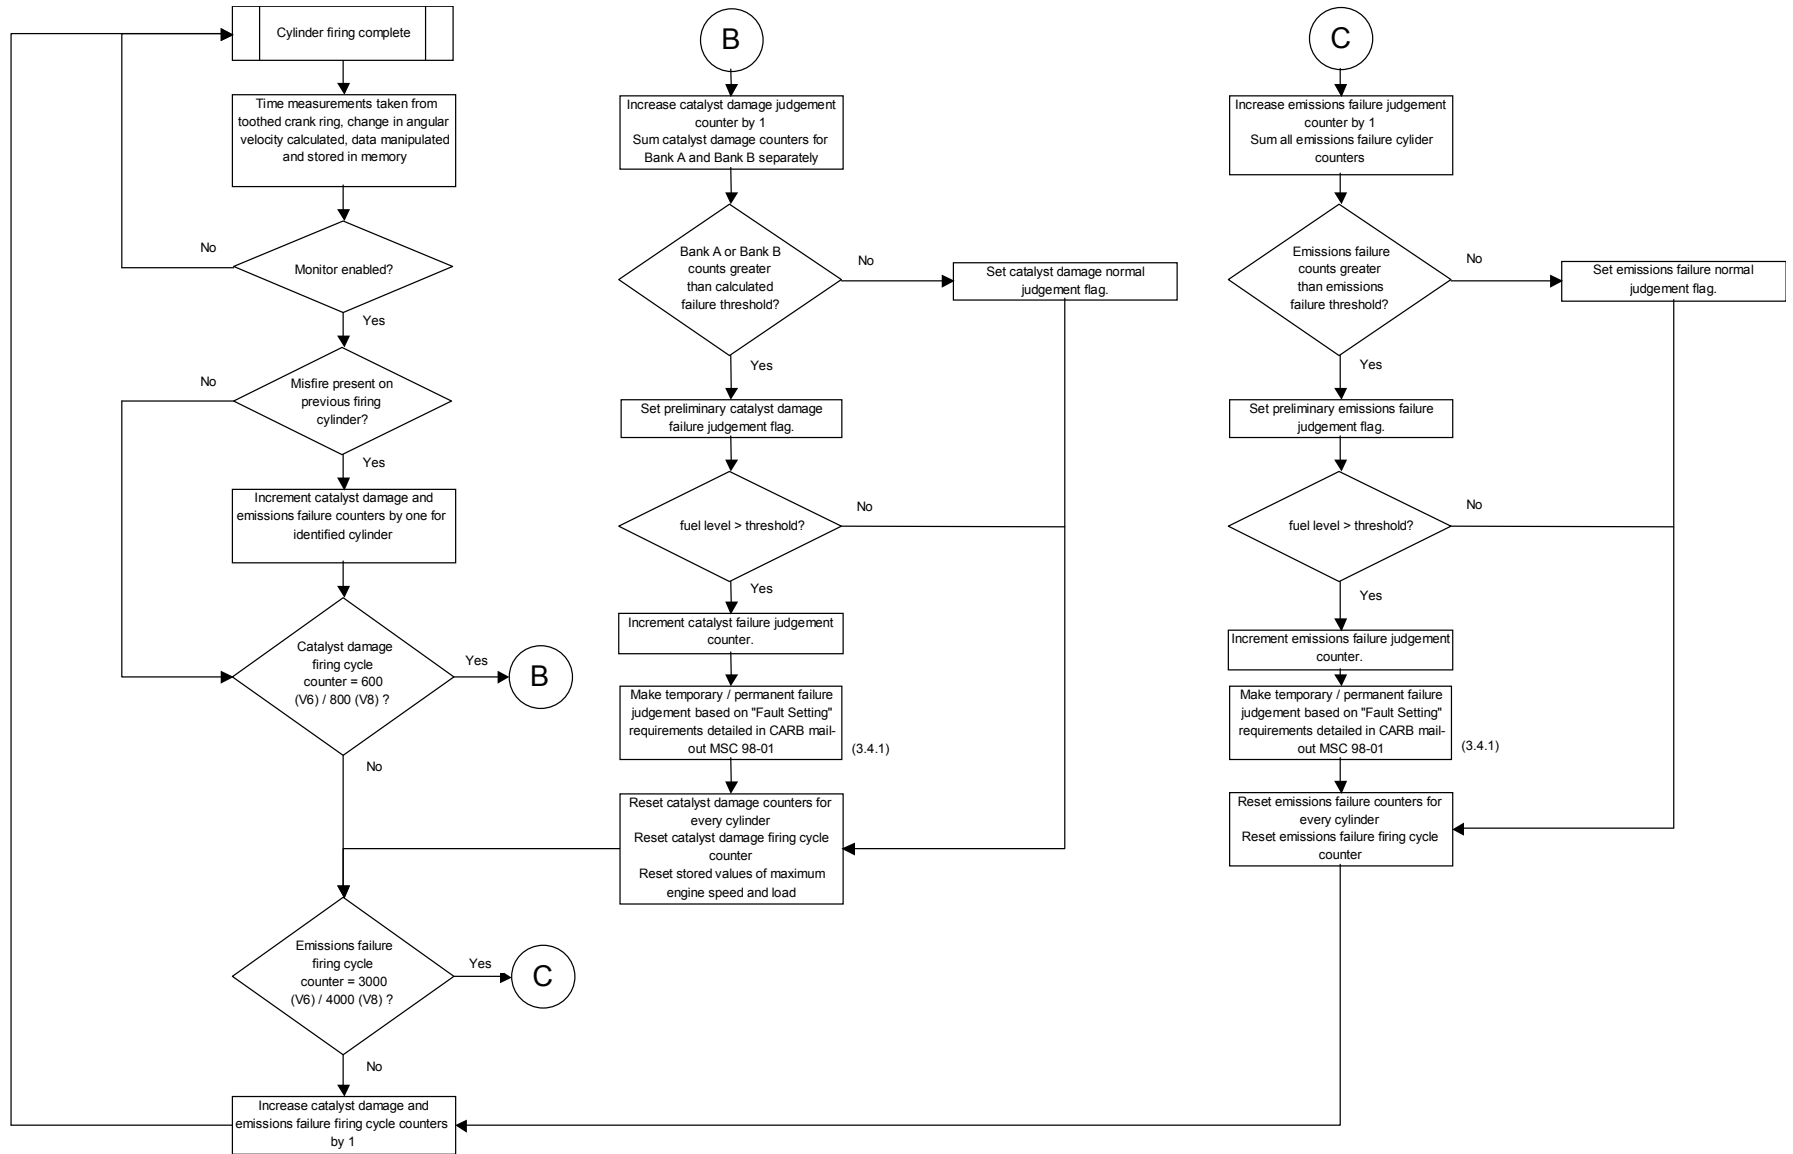 Cylinder firing complete
Time measurements taken from
toothed crank ring, change in angular
velocity calculated, data manipulated
and stored in memory
No
Monitor enabled?
Yes
No
Misfire present on
previous firing
cylinder?
Yes
Increment catalyst damage and
emissions failure counters by one for
identified cylinder
Catalyst damage
firing cycle
counter = 600
(V6) / 800 (V8) ?
Yes
B
No
Emissions failure
firing cycle
counter = 3000
(V6) / 4000 (V8) ?
Yes
C
No
Increase catalyst damage and
emissions failure firing cycle counters
by 1
B
Increase catalyst damage judgement
counter by 1
Sum catalyst damage counters for
Bank A and Bank B separately
Bank A or Bank B
counts greater
than calculated
failure threshold?
No
Set catalyst damage normal
judgement flag.
Yes
Set preliminary catalyst damage
failure judgement flag.
fuel level > threshold?
No
Yes
Increment catalyst failure judgement
counter.
Make temporary / permanent failure
judgement based on "Fault Setting"
requirements detailed in CARB mail-
out MSC 98-01
(3.4.1)
Reset catalyst damage counters for
every cylinder
Reset catalyst damage firing cycle
counter
Reset stored values of maximum
engine speed and load
C
Increase emissions failure judgement
counter by 1
Sum all emissions failure cylider
counters
Emissions failure
counts greater
than emissions
failure threshold?
No
Set emissions failure normal
judgement flag.
Yes
Set preliminary emissions failure
judgement flag.
fuel level > threshold?
No
Yes
Increment emissions failure judgement
counter.
Make temporary / permanent failure
judgement based on "Fault Setting"
requirements detailed in CARB mail-
out MSC 98-01
(3.4.1)
Reset emissions failure counters for
every cylinder
Reset emissions failure firing cycle
counter